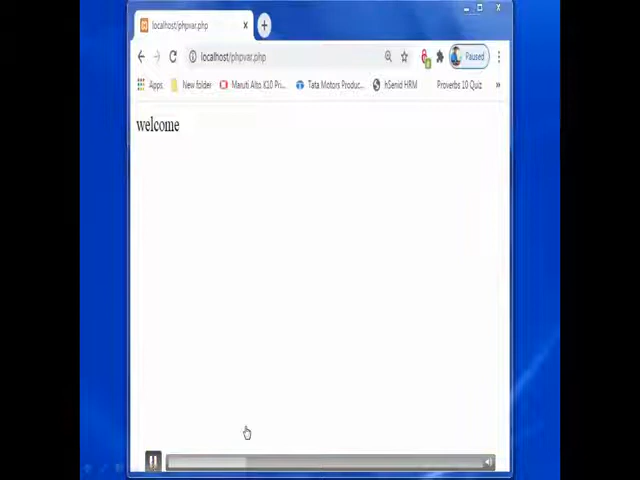 localhost/phpvar.php
localhost/phpvar.php
Paused
Apps
New folder
Maruti Alto K10 Pri...
Tata Motors Produc...
hSenid HRM
Proverbs 10 Quiz
»
welcome